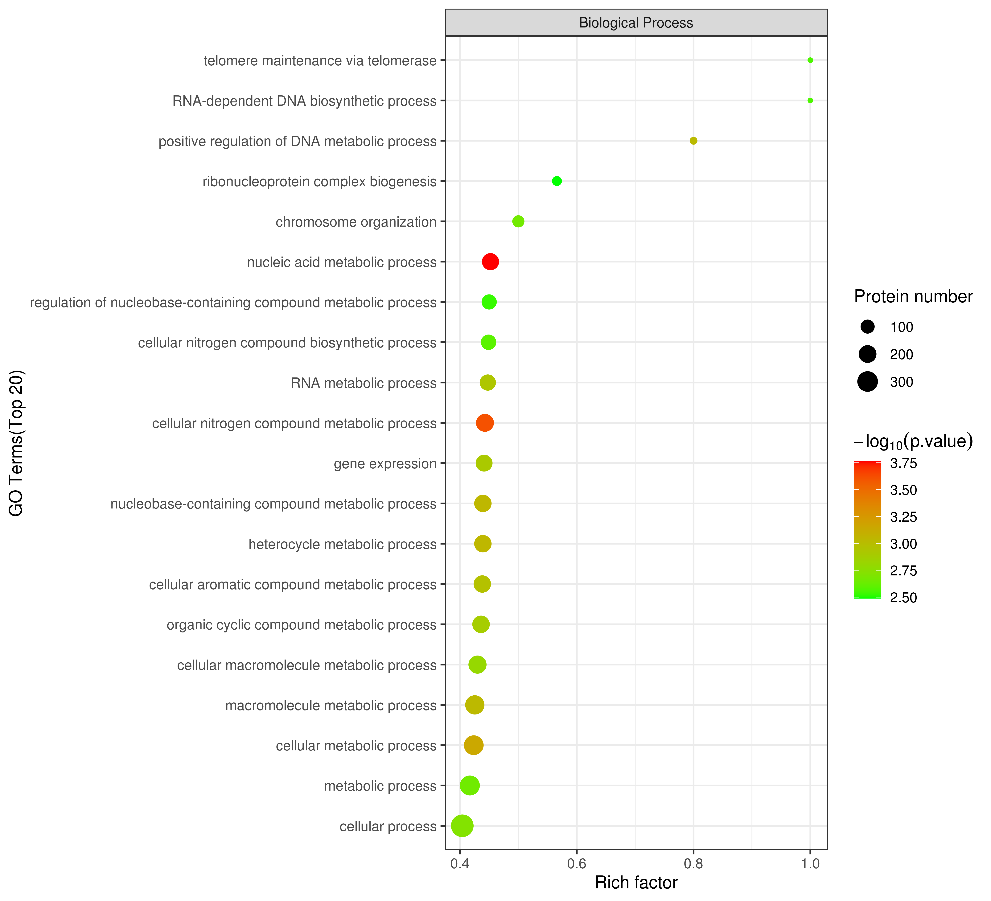 Biological Process
telomere maintenance via telomerase
RNA-dependent DNA biosynthetic process
positive regulation of DNA metabolic process
ribonucleoprotein complex biogenesis
chromosome organization
nucleic acid metabolic process
regulation of nucleobase-containing compound metabolic process
cellular nitrogen compound biosynthetic process
RNA metabolic process
cellular nitrogen compound metabolic process
gene expression
nucleobase-containing compound metabolic process
heterocycle metabolic process
cellular aromatic compound metabolic process
organic cyclic compound metabolic process
cellular macromolecule metabolic process
macromolecule metabolic process
cellular metabolic process
metabolic process
cellular process
GO Terms(Top 20)
0.4 0.6 0.8 1.0
Rich factor
Protein number
100
200
300
−log₁₀(p.value)
3.75
3.50
3.25
3.00
2.75
2.50